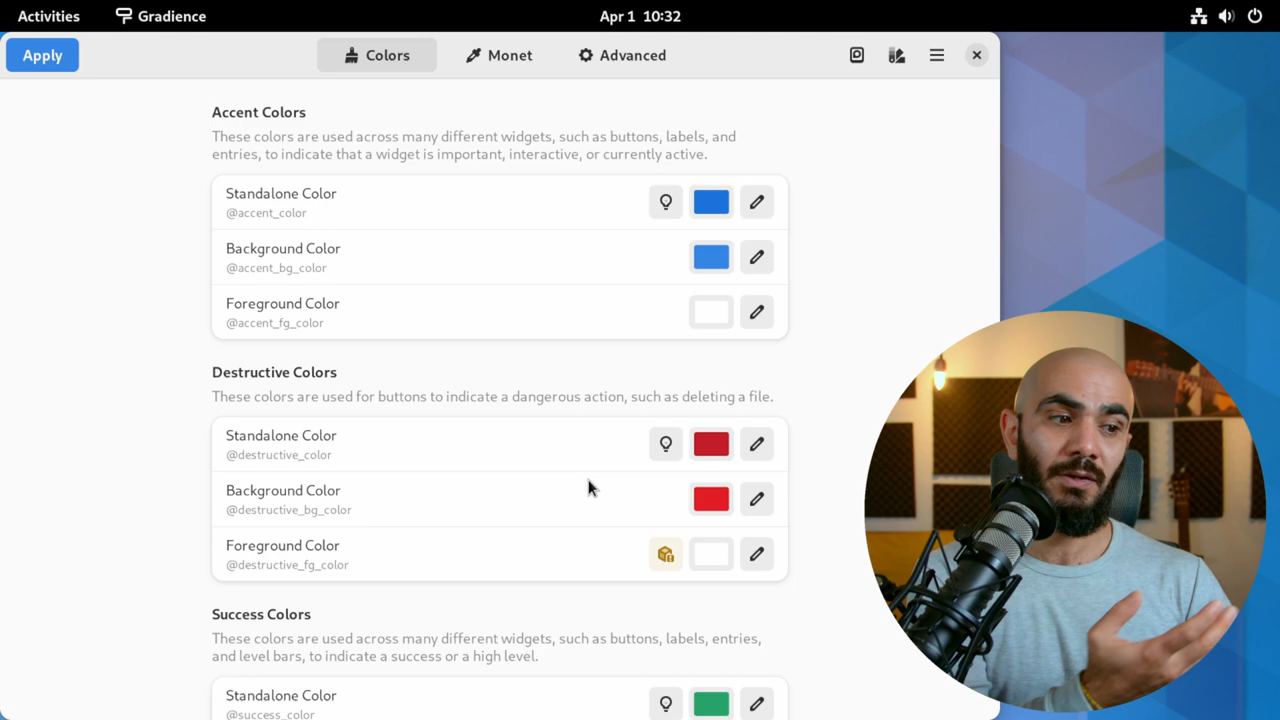 Activities Gradience Apr 1 10:32
Apply Colors Monet Advanced
Accent Colors
These colors are used across many different widgets, such as buttons, labels, and
entries, to indicate that a widget is important, interactive, or currently active.
Standalone Color
@accent_color
Background Color
@accent_bg_color
Foreground Color
@accent_fg_color
Destructive Colors
These colors are used for buttons to indicate a dangerous action, such as deleting a file.
Standalone Color
@destructive_color
Background Color
@destructive_bg_color
Foreground Color
@destructive_fg_color
Success Colors
These colors are used across many different widgets, such as buttons, labels, entries,
and level bars, to indicate a success or a high level.
Standalone Color
@success_color